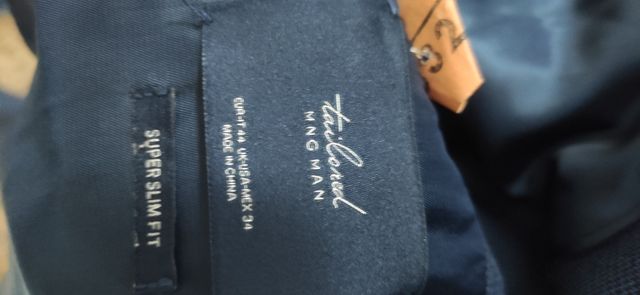 tailored
MNG MAN
EUR-IT 44 UK-USA-MEX 34
MADE IN CHINA
SUPER SLIM FIT